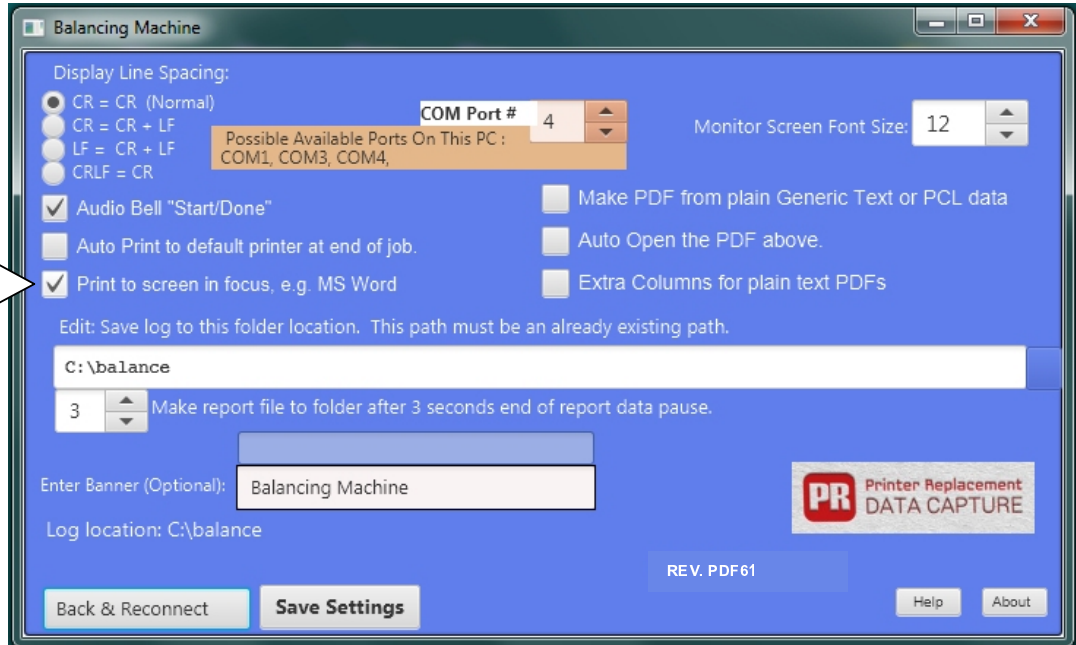 Balancing Machine
Display Line Spacing:
CR = CR (Normal)
CR = CR + LF
LF = CR + LF
CRLF = CR
COM Port #
4
Possible Available Ports On This PC :
COM1, COM3, COM4,
Monitor Screen Font Size:
12
Audio Bell "Start/Done"
Auto Print to default printer at end of job.
Print to screen in focus, e.g. MS Word
Make PDF from plain Generic Text or PCL data
Auto Open the PDF above.
Extra Columns for plain text PDFs
Edit: Save log to this folder location. This path must be an already existing path.
C:\balance
3
Make report file to folder after 3 seconds end of report data pause.
Enter Banner (Optional):
Balancing Machine
PR
Printer Replacement
DATA CAPTURE
Log location: C:\balance
REV. PDF61
Back & Reconnect
Save Settings
Help
About